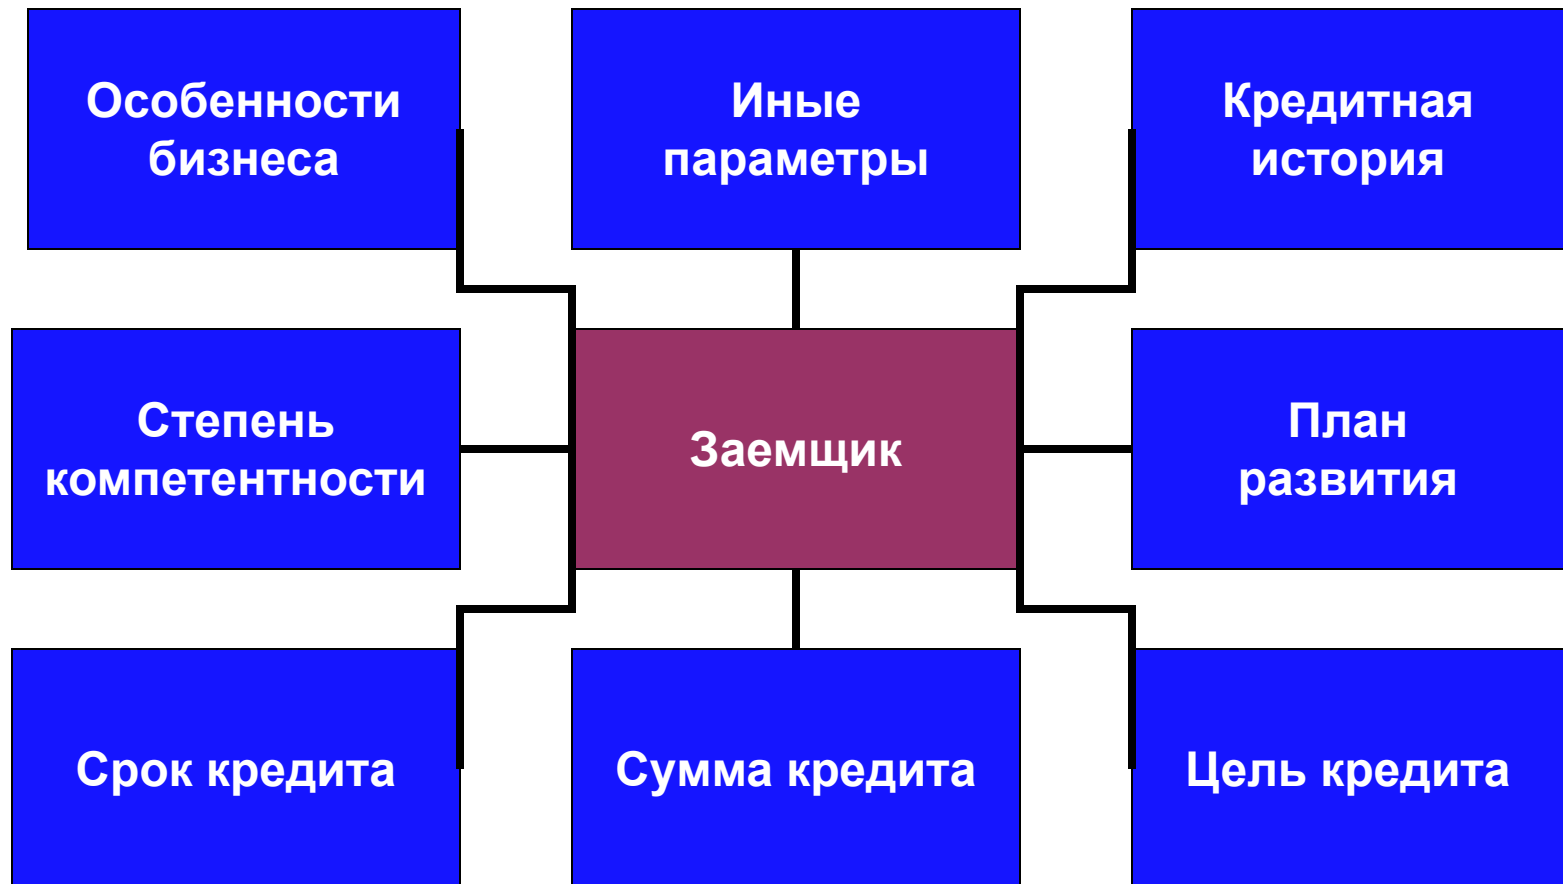 Особенности
бизнеса
Иные
параметры
Кредитная
история
Степень
компетентности
Заемщик
План
развития
Срок кредита
Сумма кредита
Цель кредита